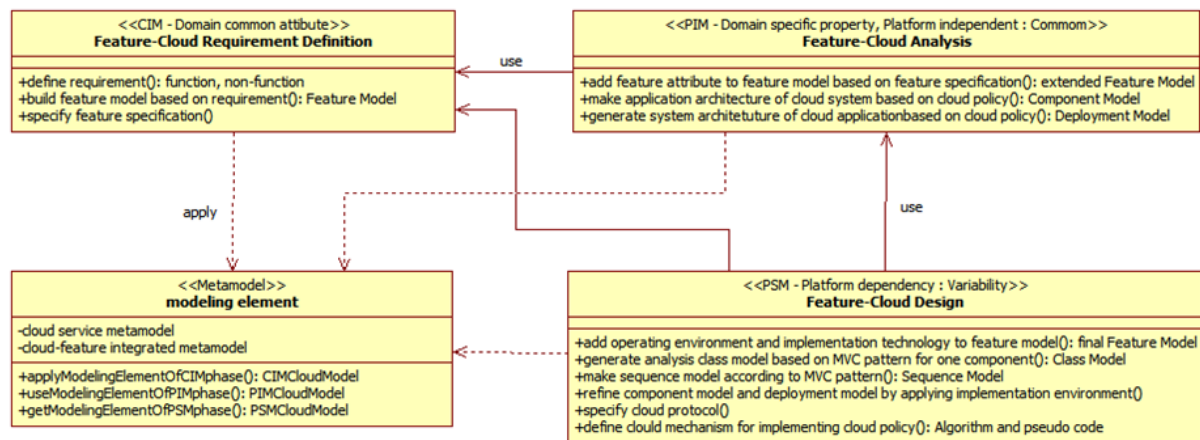 <<CIM - Domain common attibute>>
Feature-Cloud Requirement Definition
+define requirement(): function, non-function
+build feature model based on requirement(): Feature Model
+specify feature specification()
use
<<PIM - Domain specific property, Platform independent : Commom>>
Feature-Cloud Analysis
+add feature attribute to feature model based on feature specification(): extended Feature Model
+make application architecture of cloud system based on cloud policy(): Component Model
+generate system architetuture of cloud applicationbased on cloud policy(): Deployment Model
apply
use
<<Metamodel>>
modeling element
-cloud service metamodel
-cloud-feature integrated metamodel
+applyModelingElementOfCIMphase(): CIMCloudModel
+useModelingElementOfPIMphase(): PIMCloudModel
+getModelingElementOfPSMphase(): PSMCloudModel
<<PSM - Platform dependency : Variability>>
Feature-Cloud Design
+add operating environment and implementation technology to feature model(): final Feature Model
+generate analysis class model based on MVC pattern for one component(): Class Model
+make sequence model according to MVC pattern(): Sequence Model
+refine component model and deployment model by applying implementation environment()
+specify cloud protocol()
+define clould mechanism for implementing cloud policy(): Algorithm and pseudo code